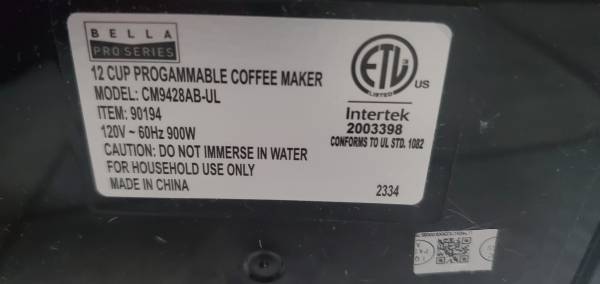 BELLA
PRO SERIES
12 CUP PROGAMMABLE COFFEE MAKER
MODEL: CM9428AB-UL
ITEM: 90194
120V ~ 60Hz 900W
CAUTION: DO NOT IMMERSE IN WATER
FOR HOUSEHOLD USE ONLY
MADE IN CHINA
ETL
LISTED
US
Intertek
2003398
CONFORMS TO UL STD. 1082
2334